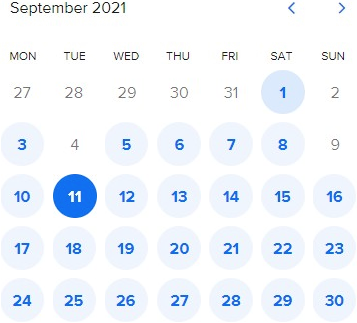 September 2021
MON TUE WED THU FRI SAT SUN
27 28 29 30 31 1 2
3 4 5 6 7 8 9
10 11 12 13 14 15 16
17 18 19 20 21 22 23
24 25 26 27 28 29 30